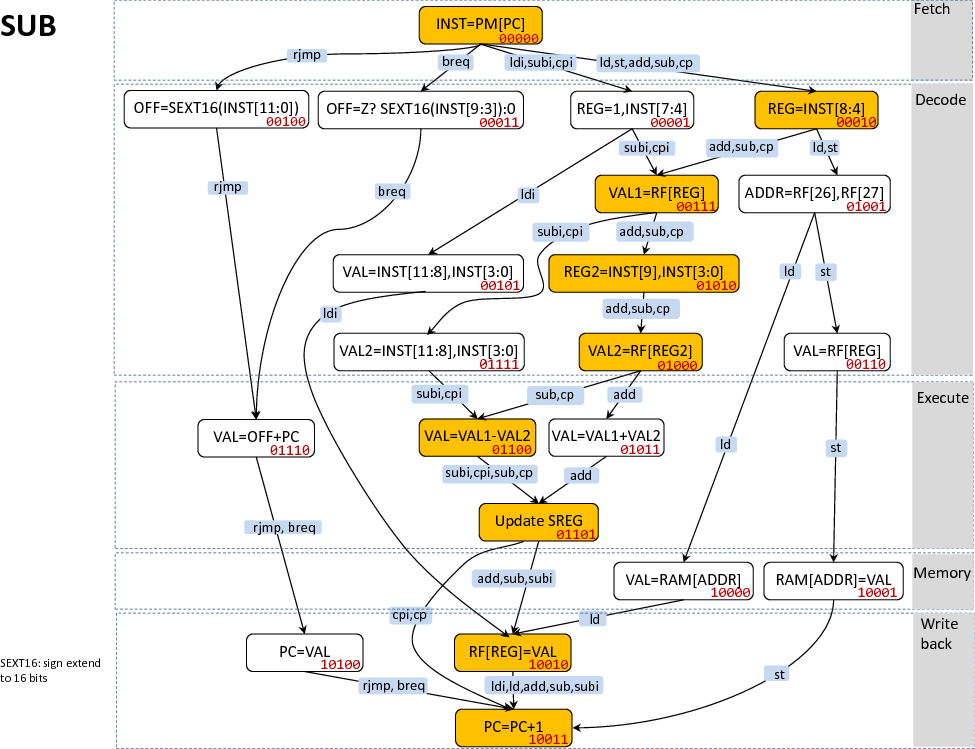 SUB
Fetch
INST=PM[PC]
00000
rjmp
breq
ldi,subi,cpi
ld,st,add,sub,cp
Decode
OFF=SEXT16(INST[11:0])
00100
OFF=Z? SEXT16(INST[9:3]):0
00011
REG=1,INST[7:4]
00001
REG=INST[8:4]
00010
subi,cpi
add,sub,cp
ld,st
rjmp
breq
ldi
VAL1=RF[REG]
00111
ADDR=RF[26],RF[27]
01001
subi,cpi
add,sub,cp
VAL=INST[11:8],INST[3:0]
00101
REG2=INST[9],INST[3:0]
01010
ld
st
ldi
add,sub,cp
VAL2=INST[11:8],INST[3:0]
01111
VAL2=RF[REG2]
01000
VAL=RF[REG]
00110
Execute
subi,cpi
sub,cp
add
VAL=OFF+PC
01110
VAL=VAL1-VAL2
01100
VAL=VAL1+VAL2
01011
ld
st
subi,cpi,sub,cp
add
Update SREG
01101
rjmp, breq
Memory
add,sub,subi
VAL=RAM[ADDR]
10000
RAM[ADDR]=VAL
10001
cpi,cp
ld
Write
back
PC=VAL
10100
RF[REG]=VAL
10010
SEXT16: sign extend
to 16 bits
rjmp, breq
ldi,ld,add,sub,subi
st
PC=PC+1
10011